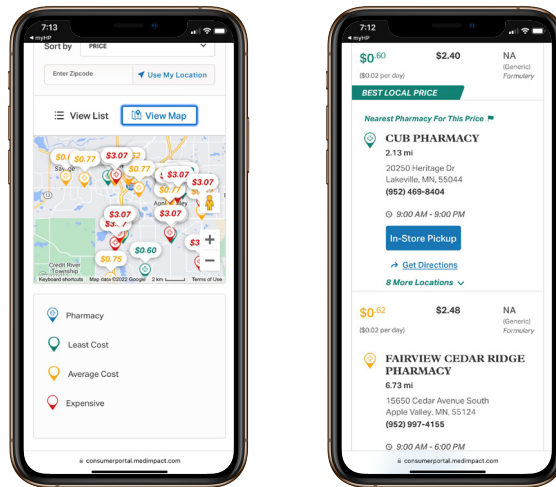 7:13
◀ myHP
Sort by
PRICE
Enter Zipcode
Use My Location
View List
View Map
$3.07
$0.77
$0.77
$3.07
$3.07
$0.77
Savage
13
Apple Valley
$3.07
$3.07
$0.75
$0.60
Credit River
Township
Keyboard shortcuts
Map data ©2022 Google
2 km
Terms of Use
Pharmacy
Least Cost
Average Cost
Expensive
consumerportal.medimpact.com
7:12
◀ myHP
$0.60
$2.40
NA
(Generic)
($0.02 per day)
Formulary
BEST LOCAL PRICE
Nearest Pharmacy For This Price
CUB PHARMACY
2.13 mi
20250 Heritage Dr
Lakeville, MN, 55044
(952) 469-8404
9:00 AM - 9:00 PM
In-Store Pickup
Get Directions
8 More Locations
$0.62
$2.48
NA
(Generic)
($0.02 per day)
Formulary
FAIRVIEW CEDAR RIDGE
PHARMACY
6.73 mi
15650 Cedar Avenue South
Apple Valley, MN, 55124
(952) 997-4155
9:00 AM - 6:00 PM
consumerportal.medimpact.com